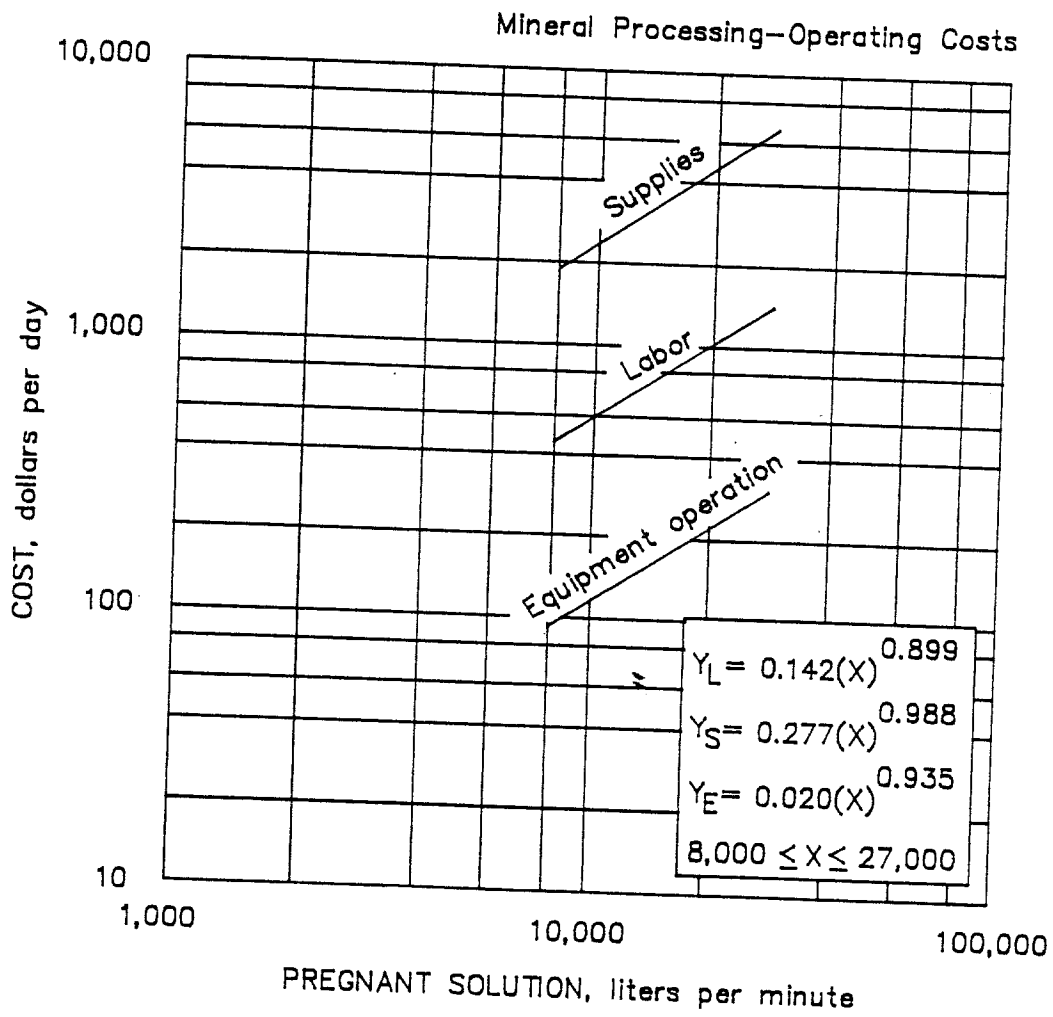 Mineral Processing-Operating Costs
10,000
1,000
100
10
COST, dollars per day
Supplies
Labor
Equipment operation
Y_L = 0.142(X)^0.899
Y_S = 0.277(X)^0.988
Y_E = 0.020(X)^0.935
8,000 ≤ X ≤ 27,000
1,000
10,000
100,000
PREGNANT SOLUTION, liters per minute